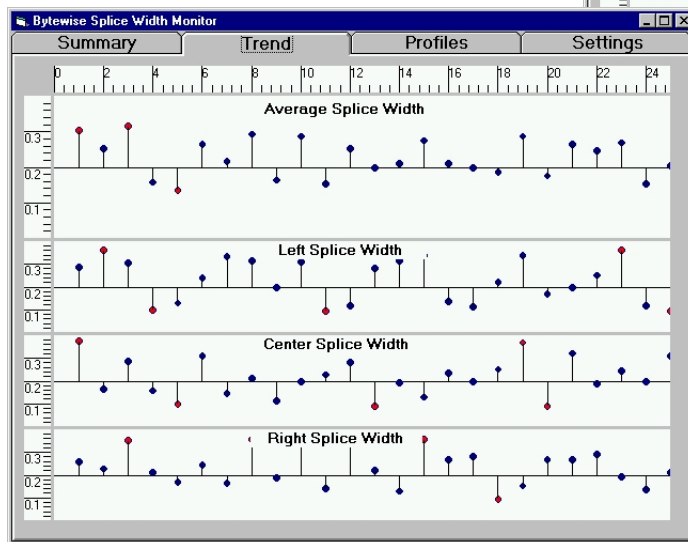 Bytewise Splice Width Monitor
Summary Trend Profiles Settings
0 2 4 6 8 10 12 14 16 18 20 22 24
Average Splice Width
0.3
0.2
0.1
Left Splice Width
0.3
0.2
0.1
Center Splice Width
0.3
0.2
0.1
Right Splice Width
0.3
0.2
0.1